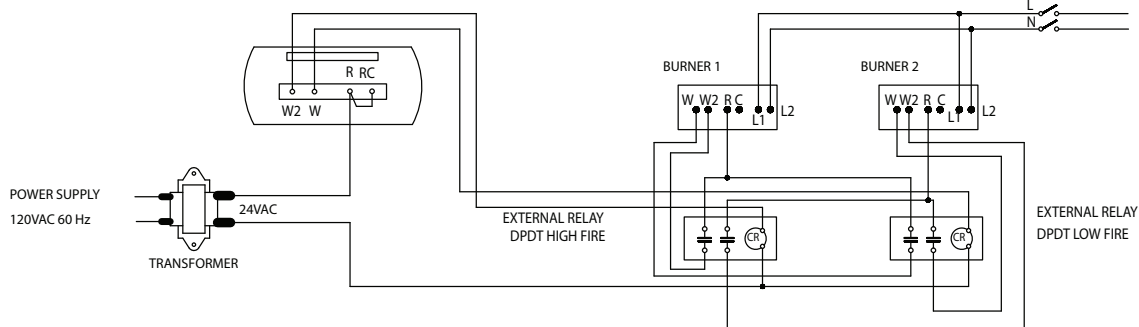 L
N
BURNER 1
BURNER 2
R RC
W W2 R C
L1 L2
W W2 R C
L1 L2
W2 W
POWER SUPPLY
120VAC 60 Hz
24VAC
TRANSFORMER
EXTERNAL RELAY
DPDT HIGH FIRE
CR
CR
EXTERNAL RELAY
DPDT LOW FIRE